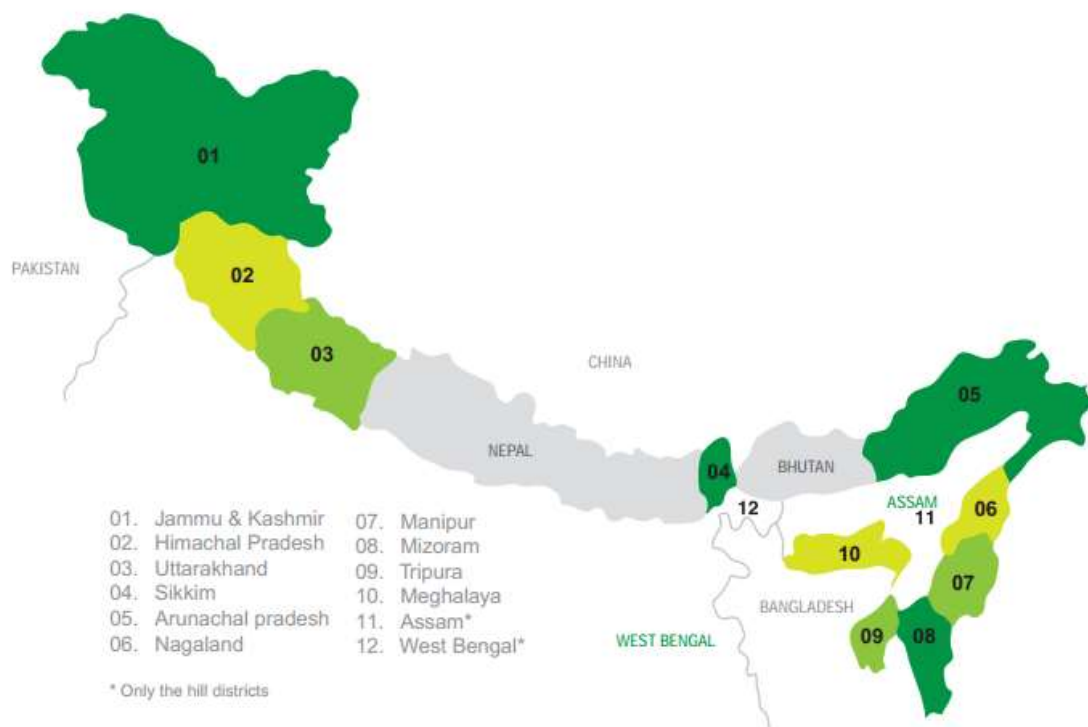 01
PAKISTAN
02
03
CHINA
05
NEPAL
04
BHUTAN
ASSAM
12
11
06
10
07
BANGLADESH
WEST BENGAL
09
08
01. Jammu & Kashmir
02. Himachal Pradesh
03. Uttarakhand
04. Sikkim
05. Arunachal pradesh
06. Nagaland
07. Manipur
08. Mizoram
09. Tripura
10. Meghalaya
11. Assam*
12. West Bengal*
* Only the hill districts